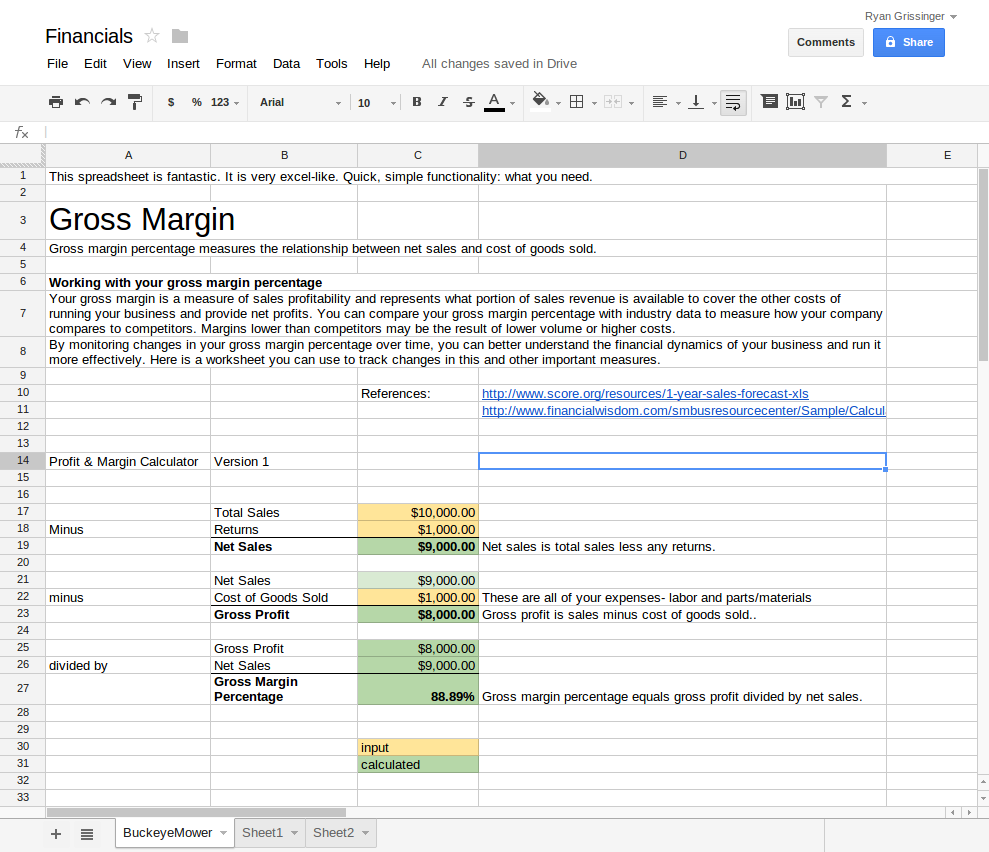 Ryan Grissinger
Financials
Comments
Share
File Edit View Insert Format Data Tools Help All changes saved in Drive
$ % 123 Arial 10 B I S A Σ
fx
A B C D E
1 This spreadsheet is fantastic. It is very excel-like. Quick, simple functionality: what you need.
2
3 Gross Margin
4 Gross margin percentage measures the relationship between net sales and cost of goods sold.
5
6 Working with your gross margin percentage
Your gross margin is a measure of sales profitability and represents what portion of sales revenue is available to cover the other costs of
7 running your business and provide net profits. You can compare your gross margin percentage with industry data to measure how your company
compares to competitors. Margins lower than competitors may be the result of lower volume or higher costs.
By monitoring changes in your gross margin percentage over time, you can better understand the financial dynamics of your business and run it
8 more effectively. Here is a worksheet you can use to track changes in this and other important measures.
9
10 References: http://www.score.org/resources/1-year-sales-forecast-xls
11 http://www.financialwisdom.com/smbusresourcecenter/Sample/Calcul
12
13
14 Profit & Margin Calculator Version 1
15
16
17 Total Sales $10,000.00
18 Minus Returns $1,000.00
19 Net Sales $9,000.00 Net sales is total sales less any returns.
20
21 Net Sales $9,000.00
22 minus Cost of Goods Sold $1,000.00 These are all of your expenses- labor and parts/materials
23 Gross Profit $8,000.00 Gross profit is sales minus cost of goods sold..
24
25 Gross Profit $8,000.00
26 divided by Net Sales $9,000.00
Gross Margin
27 Percentage 88.89% Gross margin percentage equals gross profit divided by net sales.
28
29
30 input
31 calculated
32
33
BuckeyeMower Sheet1 Sheet2